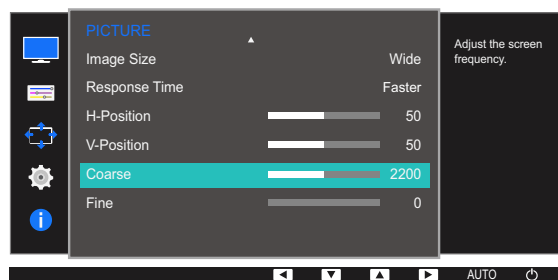 PICTURE
Image Size Wide
Response Time Faster
H-Position 50
V-Position 50
Coarse 2200
Fine 0
Adjust the screen
frequency.
AUTO